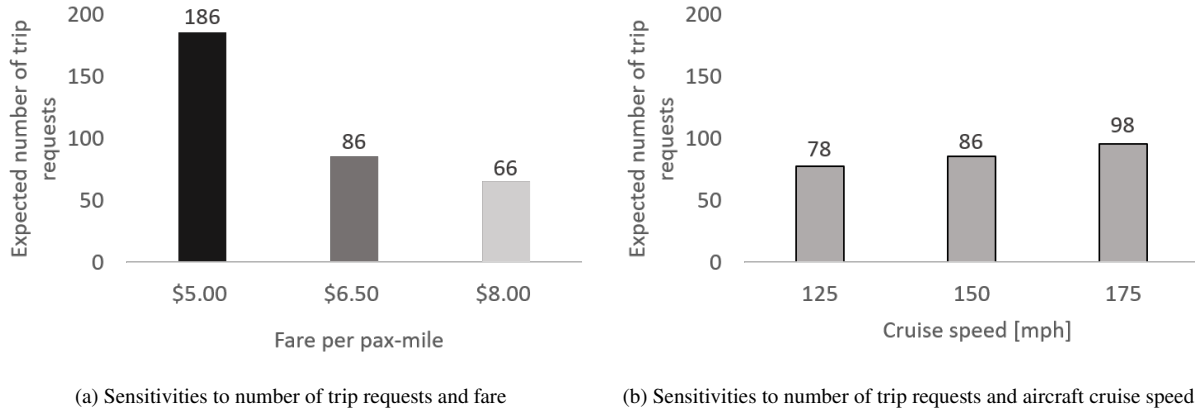 Expected number of trip
requests
200
150
100
50
0
186
86
66
$5.00
$6.50
$8.00
Fare per pax-mile
(a) Sensitivities to number of trip requests and fare
Expected number of trip
requests
200
150
100
50
0
78
86
98
125
150
175
Cruise speed [mph]
(b) Sensitivities to number of trip requests and aircraft cruise speed